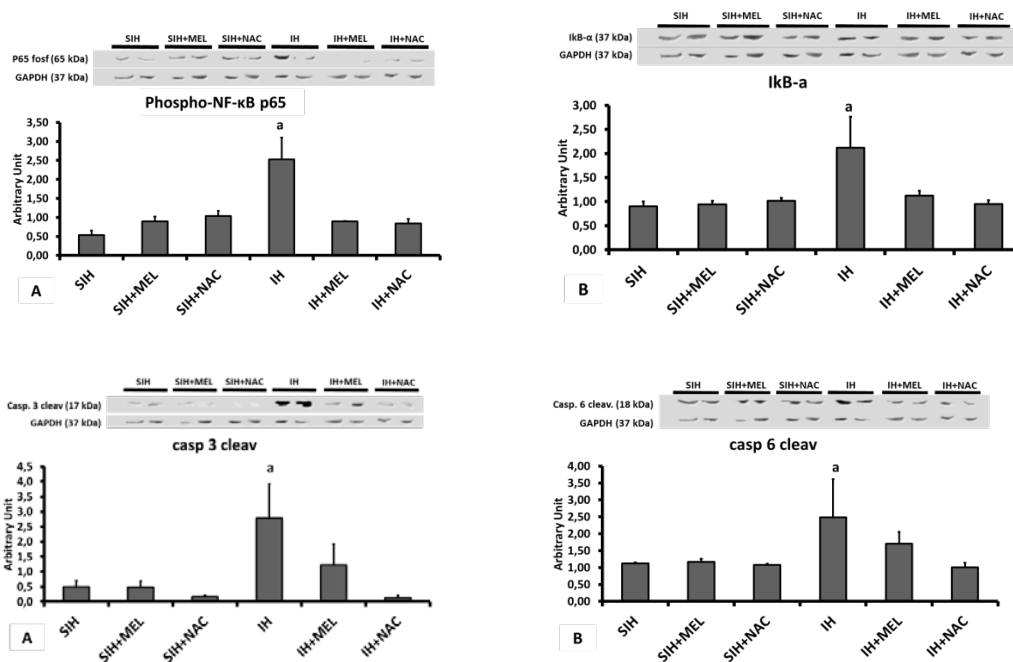 SIH SIH+MEL SIH+NAC IH IH+MEL IH+NAC
P65 fosf (65 kDa)
GAPDH (37 kDa)
Phospho-NF-κB p65
a
Arbitrary Unit
3,50
3,00
2,50
2,00
1,50
1,00
0,50
0,00
SIH SIH+MEL SIH+NAC IH IH+MEL IH+NAC
A
SIH SIH+MEL SIH+NAC IH IH+MEL IH+NAC
IkB-α (37 kDa)
GAPDH (37 kDa)
IkB-a
a
Arbitrary Unit
3,00
2,50
2,00
1,50
1,00
0,50
0,00
SIH SIH+MEL SIH+NAC IH IH+MEL IH+NAC
B
SIH SIH+MEL SIH+NAC IH IH+MEL IH+NAC
Casp. 3 cleav (17 kDa)
GAPDH (37 kDa)
casp 3 cleav
a
Arbitrary Unit
4,5
4,0
3,5
3,0
2,5
2,0
1,5
1,0
0,5
0,0
SIH SIH+MEL SIH+NAC IH IH+MEL IH+NAC
A
SIH SIH+MEL SIH+NAC IH IH+MEL IH+NAC
Casp. 6 cleav. (18 kDa)
GAPDH (37 kDa)
casp 6 cleav
a
Arbitrary Unit
4,00
3,50
3,00
2,50
2,00
1,50
1,00
0,50
0,00
SIH SIH+MEL SIH+NAC IH IH+MEL IH+NAC
B